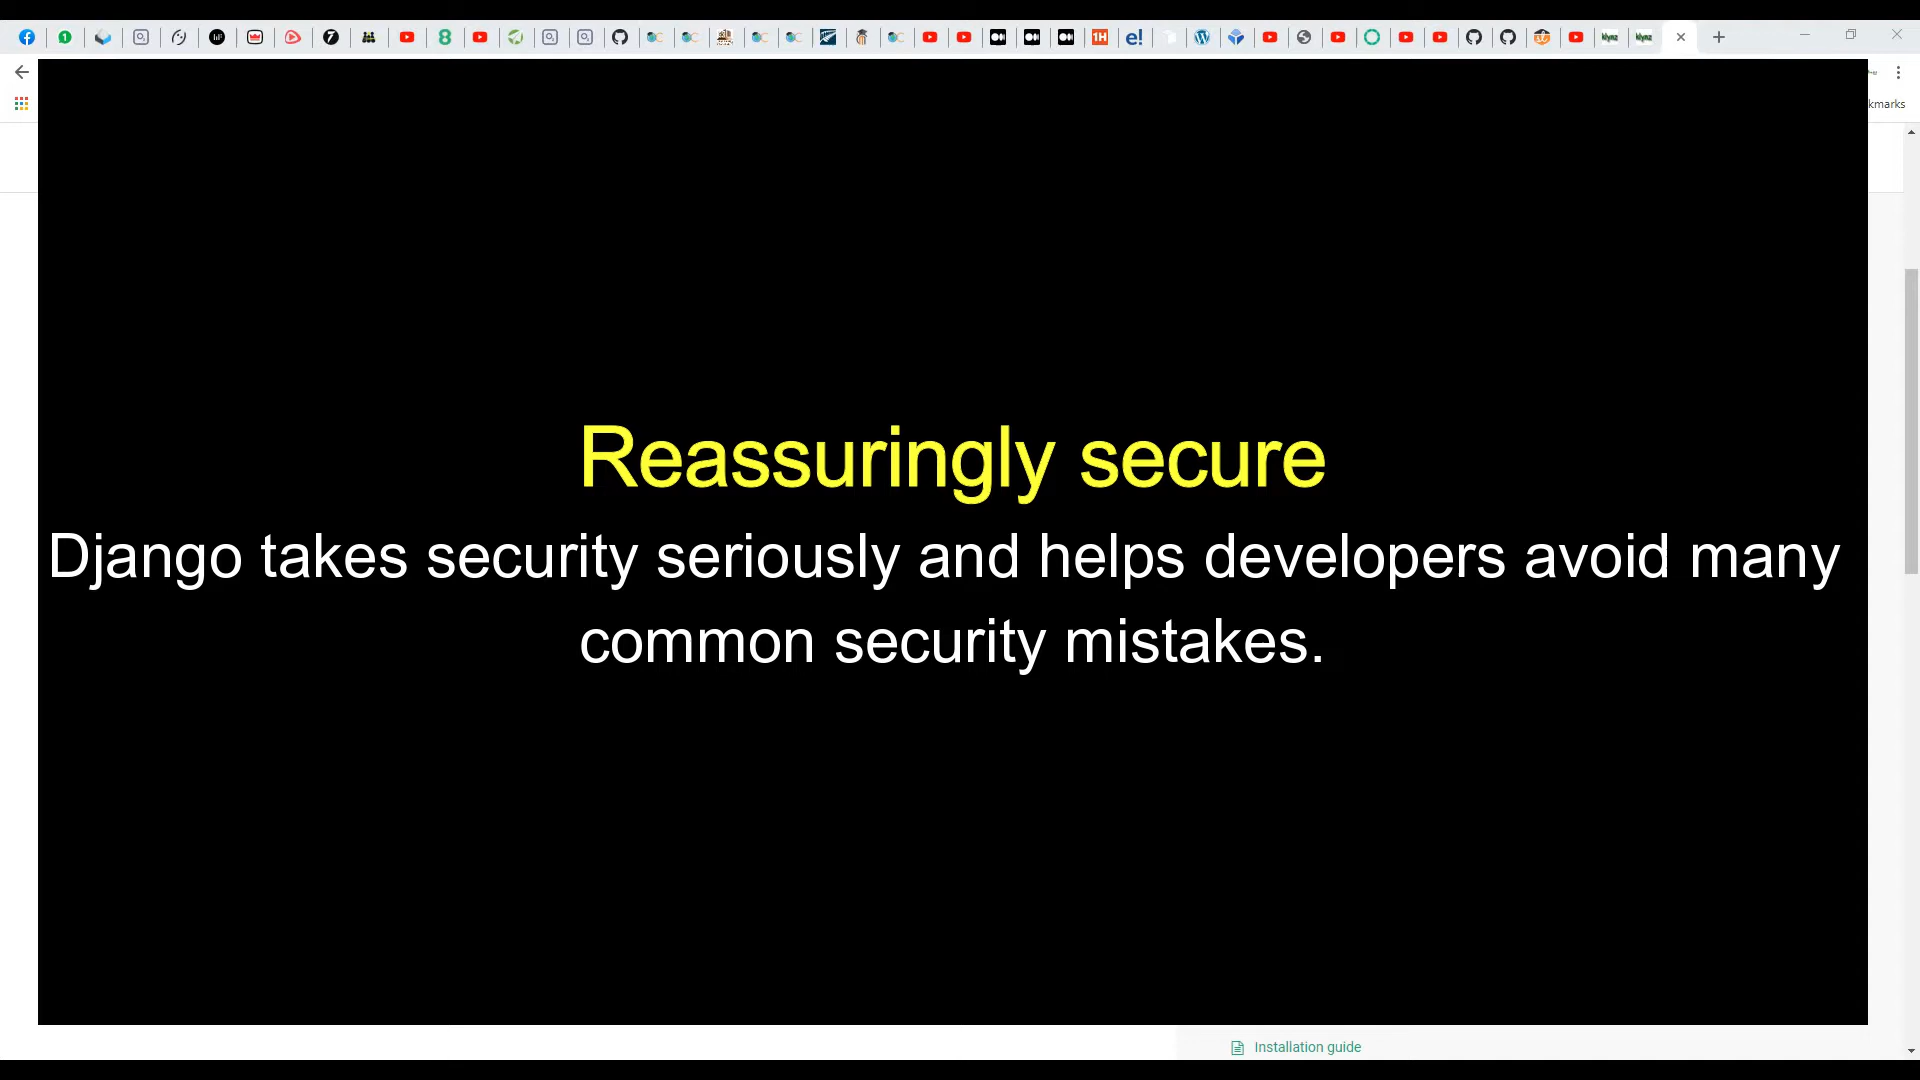 kmarks
Reassuringly secure
Django takes security seriously and helps developers avoid many
common security mistakes.
Installation guide